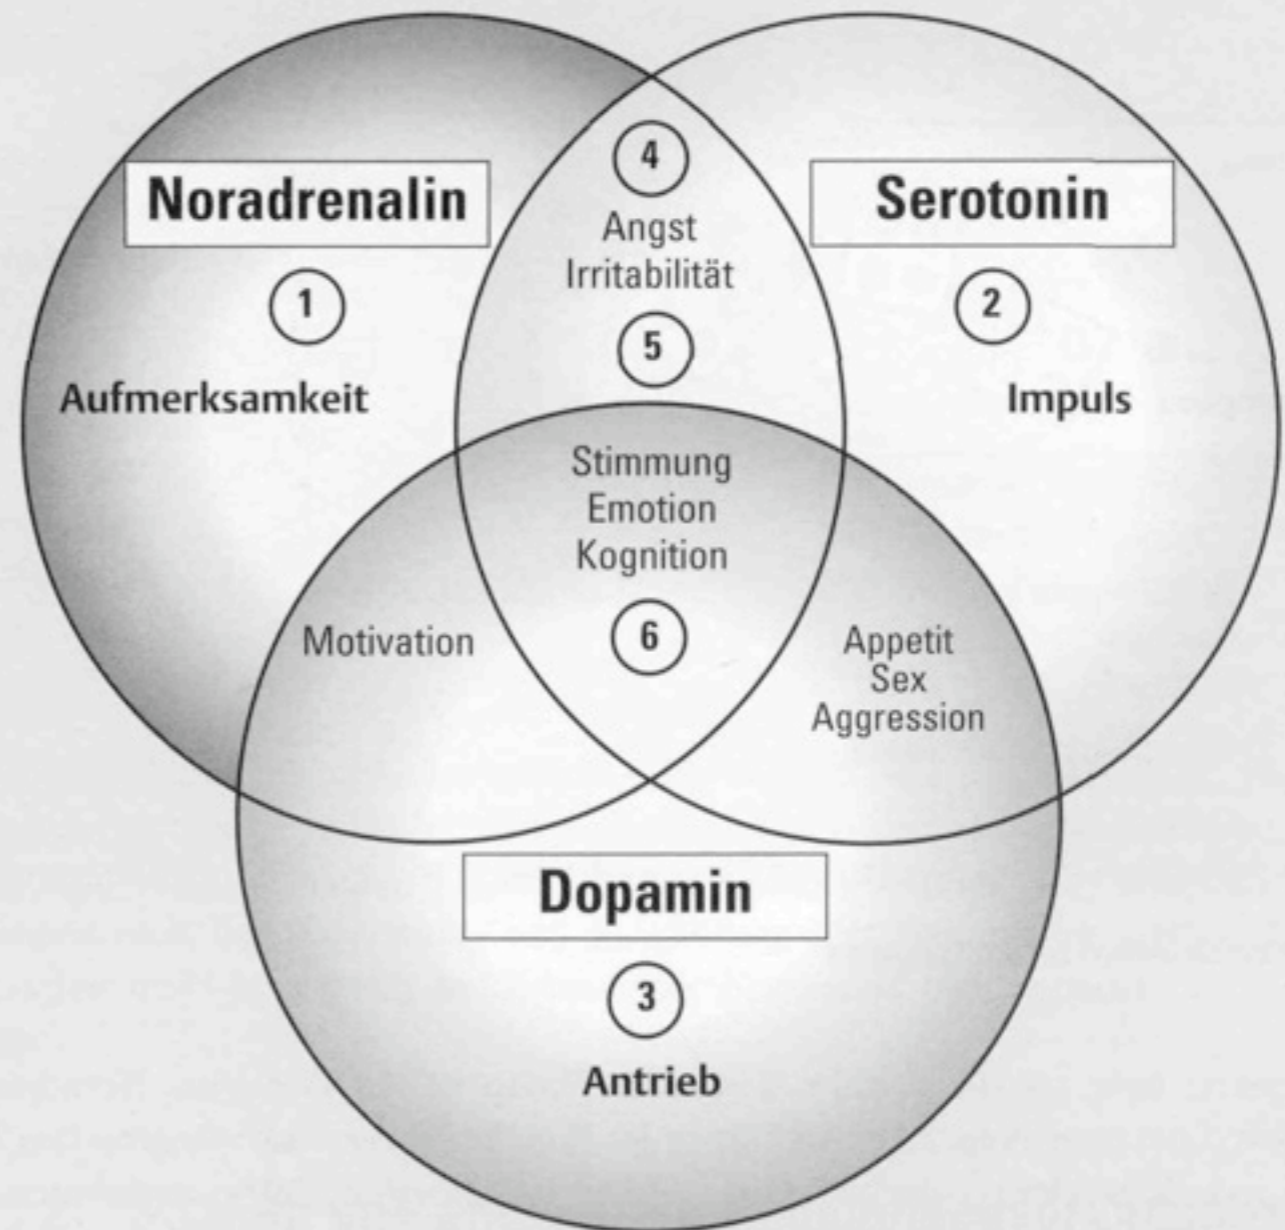 4
Noradrenalin
Serotonin
Angst
Irritabilität
1
2
5
Aufmerksamkeit
Impuls
Stimmung
Emotion
Kognition
6
Motivation
Appetit
Sex
Aggression
Dopamin
3
Antrieb